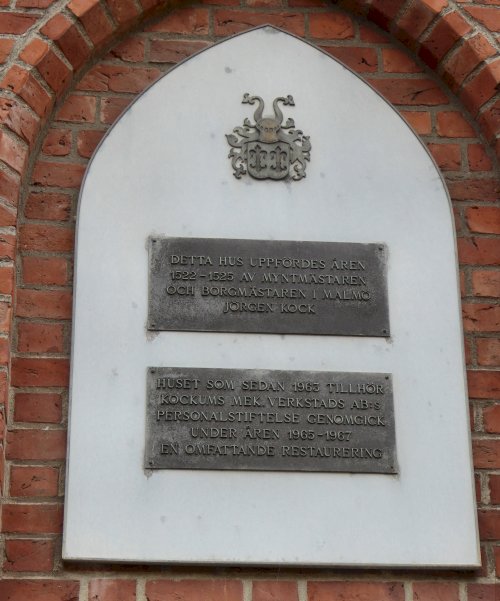 DETTA HUS UPPFÖRDES ÅREN
1522-1525 AV MYNTMÄSTAREN
OCH BORGMÄSTAREN I MALMÖ
JÖRGEN KOCK
HUSET SOM SEDAN 1963 TILLHÖR
KOCKUMS MEK. VERKSTADS AB:S
PERSONALSTIFTELSE GENOMGICK
UNDER ÅREN 1965-1967
EN OMFATTANDE RESTAURERING